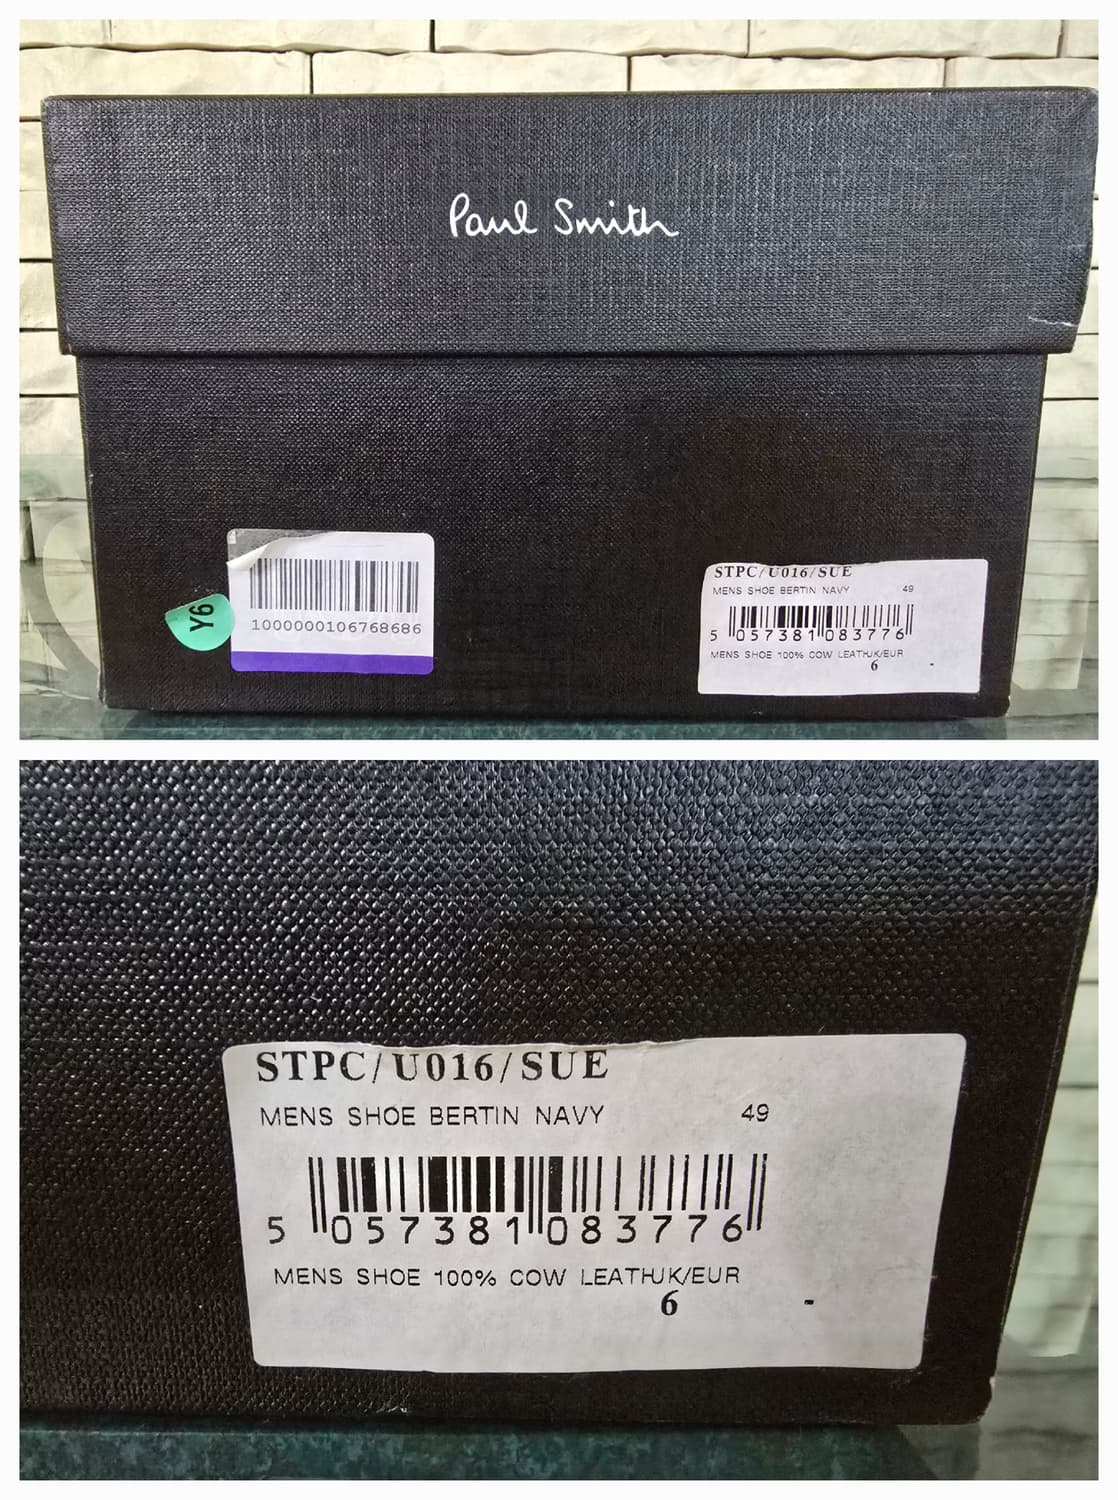 Paul Smith
Y6
1000000106768686
STPC/U016/SUE
MENS SHOE BERTIN NAVY 49
5 057381 083776
MENS SHOE 100% COW LEATHUK/EUR
6 -
STPC/U016/SUE
MENS SHOE BERTIN NAVY 49
5 057381 083776
MENS SHOE 100% COW LEATHUK/EUR
6 -